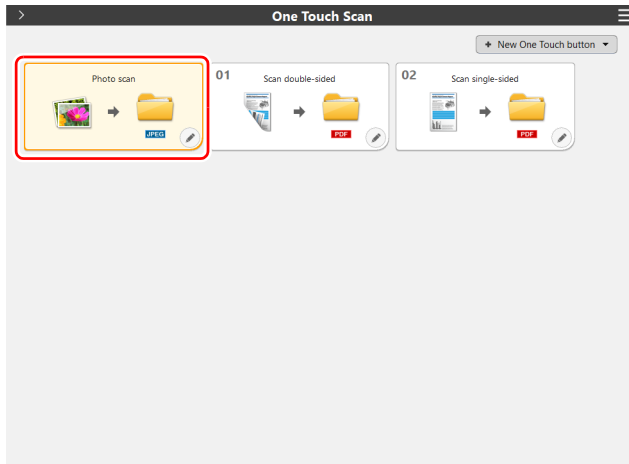 One Touch Scan
+ New One Touch button
Photo scan
JPEG
01 Scan double-sided
PDF
02 Scan single-sided
PDF